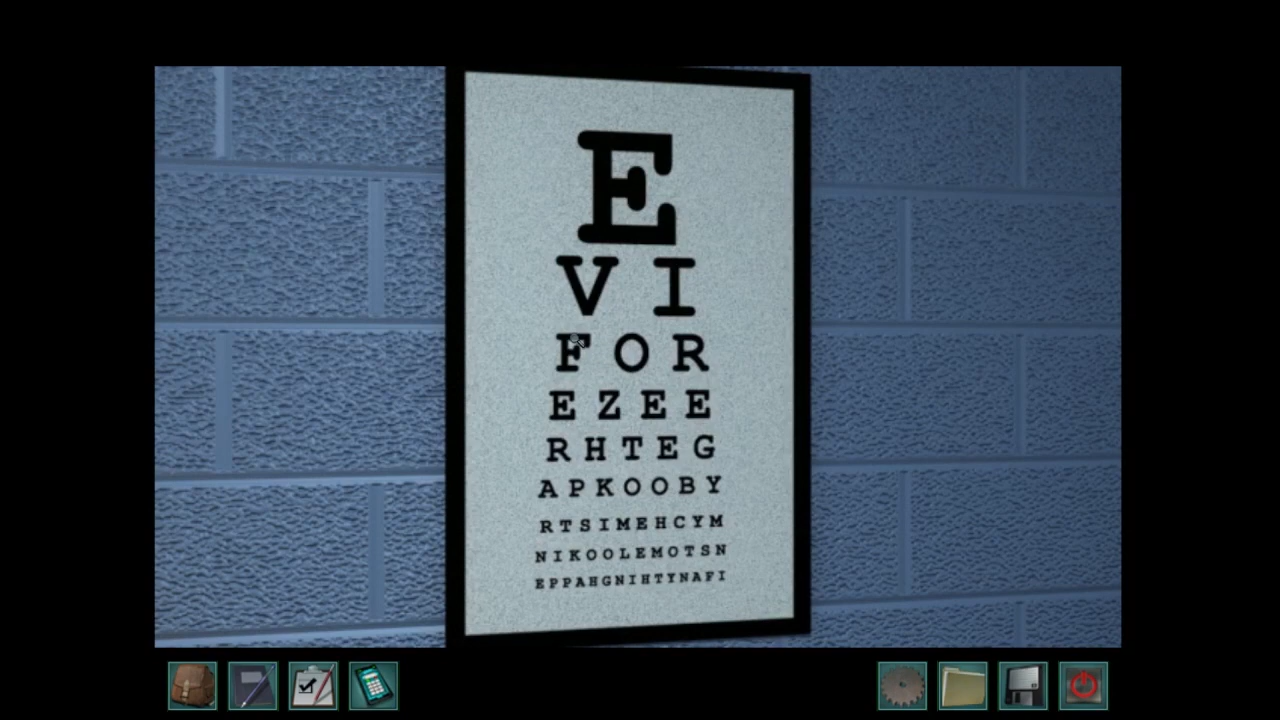 E
V I
F O R
E Z E E
R H T E G
A P K O O B Y
R T S I M E H C Y M
N I K O O L E M O T S N
E P P A H G N I H T Y N A F I